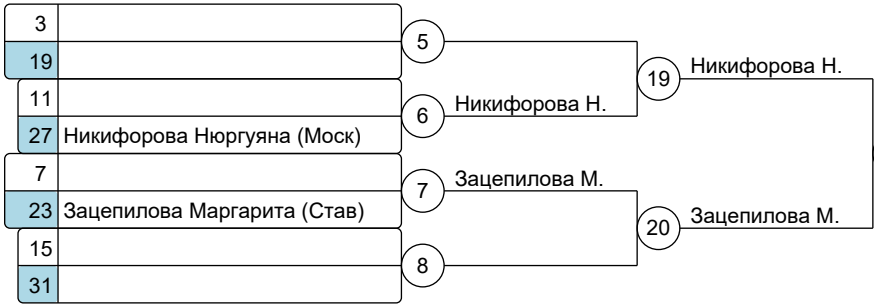 3
5
19
19
Никифорова Н.
11
6
Никифорова Н.
27 Никифорова Нюргуяна (Моск)
7
7
Зацепилова М.
23 Зацепилова Маргарита (Став)
20
Зацепилова М.
15
8
31